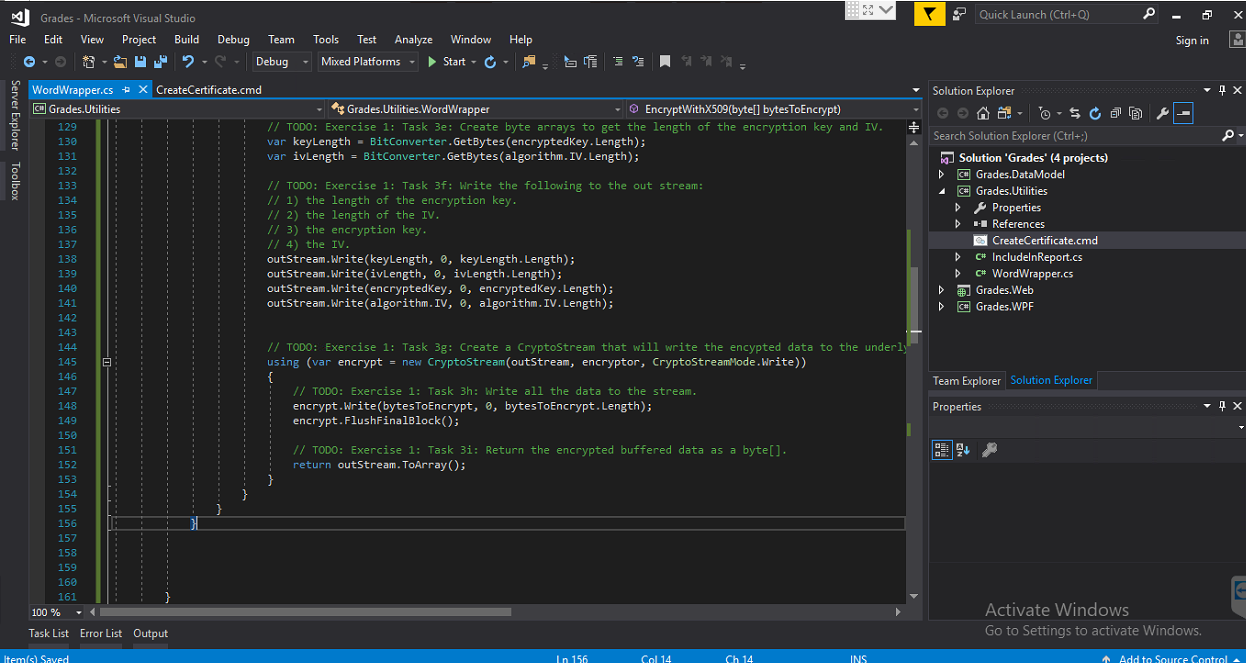 Grades - Microsoft Visual Studio
Quick Launch (Ctrl+Q)
File Edit View Project Build Debug Team Tools Test Analyze Window Help
Sign in
Debug Mixed Platforms Start
Server Explorer
Toolbox
WordWrapper.cs CreateCertificate.cmd
Grades.Utilities Grades.Utilities.WordWrapper EncryptWithX509(byte[] bytesToEncrypt)
129 // TODO: Exercise 1: Task 3e: Create byte arrays to get the length of the encryption key and IV.
130 var keyLength = BitConverter.GetBytes(encryptedKey.Length);
131 var ivLength = BitConverter.GetBytes(algorithm.IV.Length);
132
133 // TODO: Exercise 1: Task 3f: Write the following to the out stream:
134 // 1) the length of the encryption key.
135 // 2) the length of the IV.
136 // 3) the encryption key.
137 // 4) the IV.
138 outStream.Write(keyLength, 0, keyLength.Length);
139 outStream.Write(ivLength, 0, ivLength.Length);
140 outStream.Write(encryptedKey, 0, encryptedKey.Length);
141 outStream.Write(algorithm.IV, 0, algorithm.IV.Length);
142
143
144 // TODO: Exercise 1: Task 3g: Create a CryptoStream that will write the encypted data to the underly
145 using (var encrypt = new CryptoStream(outStream, encryptor, CryptoStreamMode.Write))
146 {
147 // TODO: Exercise 1: Task 3h: Write all the data to the stream.
148 encrypt.Write(bytesToEncrypt, 0, bytesToEncrypt.Length);
149 encrypt.FlushFinalBlock();
150
151 // TODO: Exercise 1: Task 3i: Return the encrypted buffered data as a byte[].
152 return outStream.ToArray();
153 }
154 }
155 }
156 }
157
158
159
160
161 }
100 %
Task List Error List Output
Solution Explorer
Search Solution Explorer (Ctrl+;)
Solution 'Grades' (4 projects)
C# Grades.DataModel
C# Grades.Utilities
Properties
References
CreateCertificate.cmd
C# IncludeInReport.cs
C# WordWrapper.cs
Grades.Web
C# Grades.WPF
Team Explorer Solution Explorer
Properties
Activate Windows
Go to Settings to activate Windows.
Item(s) Saved Ln 156 Col 14 Ch 14 INS Add to Source Control